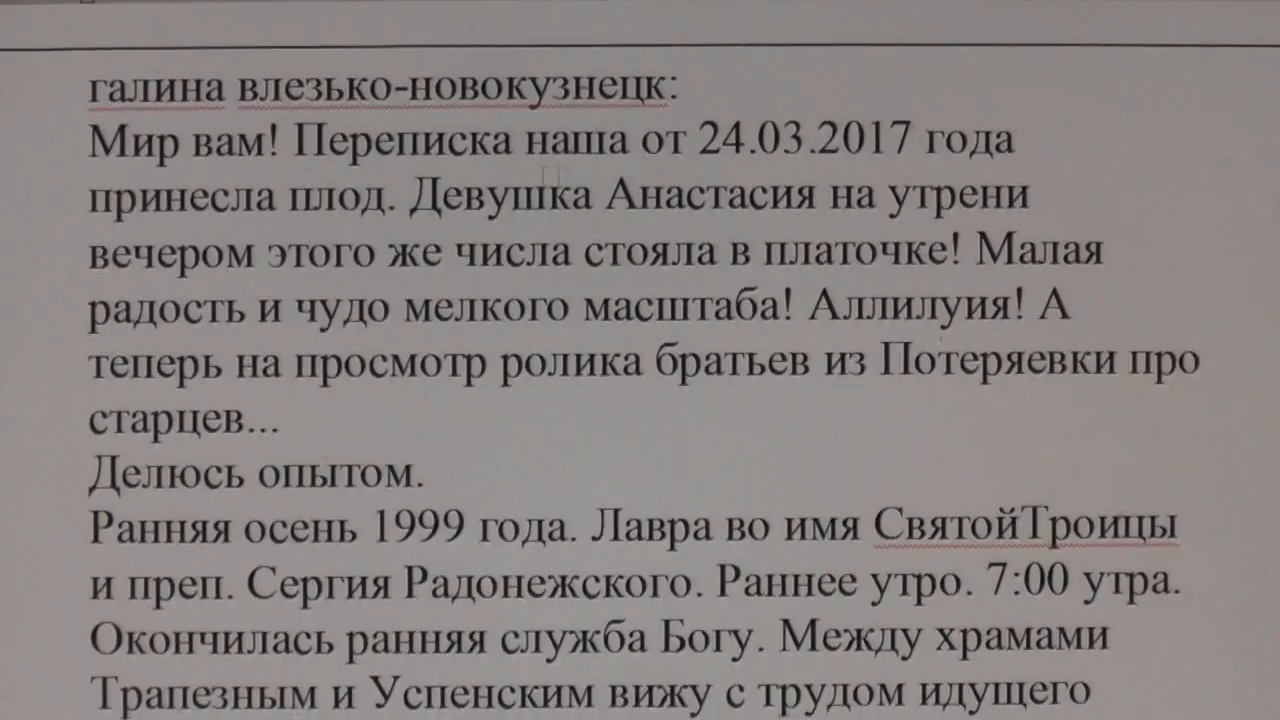 галина влезько-новокузнецк:
Мир вам! Переписка наша от 24.03.2017 года
принесла плод. Девушка Анастасия на утрени
вечером этого же числа стояла в платочке! Малая
радость и чудо мелкого масштаба! Аллилуия! А
теперь на просмотр ролика братьев из Потеряевки про
старцев...
Делюсь опытом.
Ранняя осень 1999 года. Лавра во имя СвятойТроицы
и преп. Сергия Радонежского. Раннее утро. 7:00 утра.
Окончилась ранняя служба Богу. Между храмами
Трапезным и Успенским вижу с трудом идущего